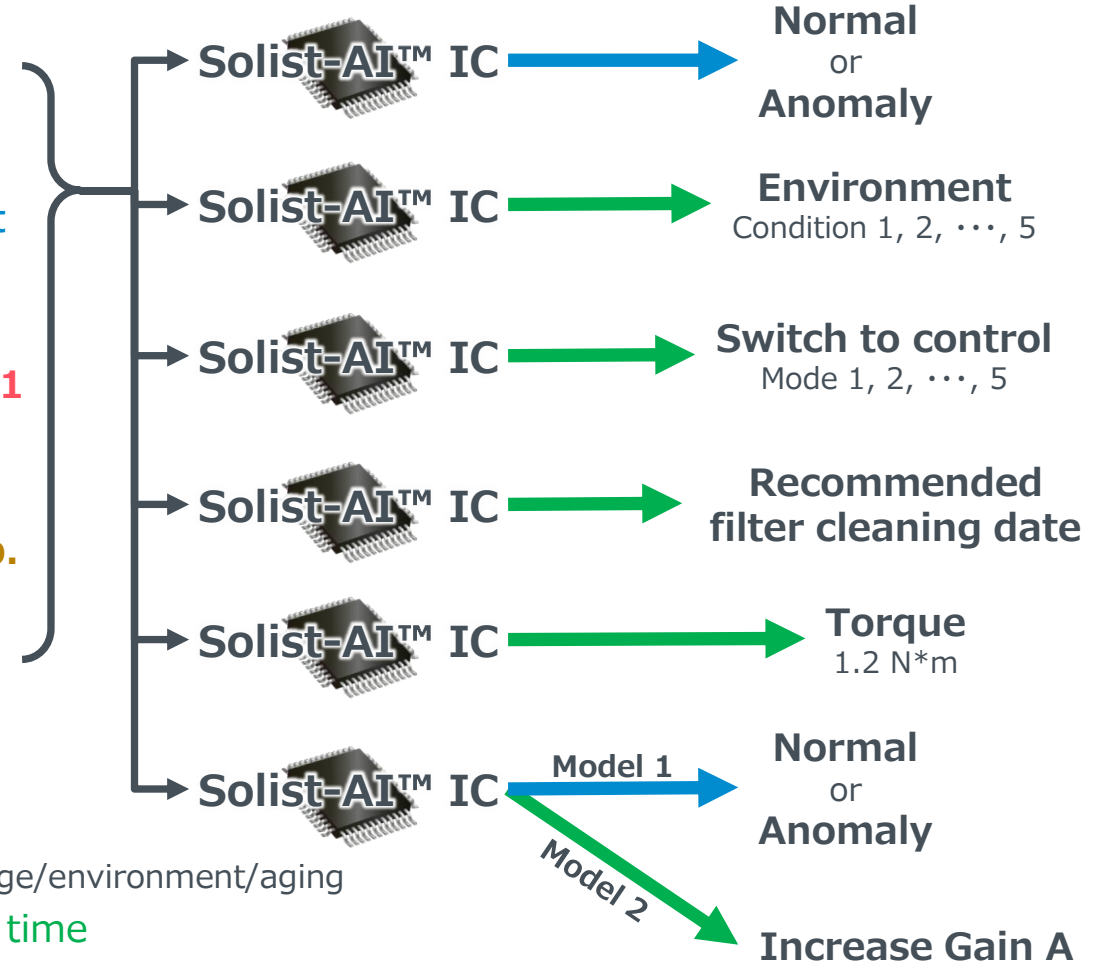 Solist-AI™ IC
Normal
or
Anomaly
Solist-AI™ IC
Environment
Condition 1, 2, ･･･, 5
t
Solist-AI™ IC
Switch to control
Mode 1, 2, ･･･, 5
1
Solist-AI™ IC
Recommended
filter cleaning date
.
Solist-AI™ IC
Torque
1.2 N*m
Solist-AI™ IC
Model 1
Normal
or
Anomaly
Model 2
ge/environment/aging
time
Increase Gain A